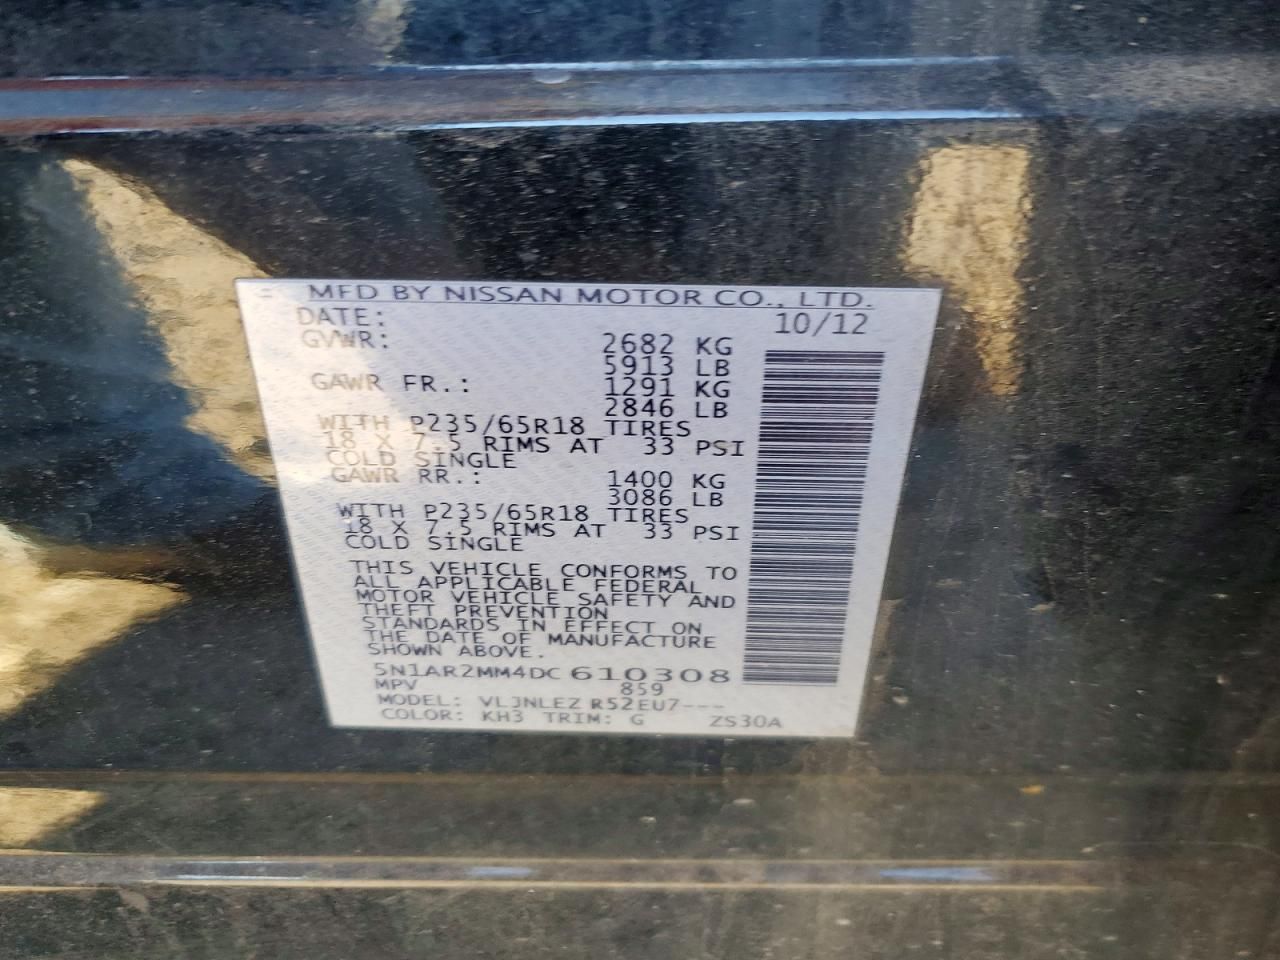 MFD BY NISSAN MOTOR CO., LTD.
DATE: 10/12
GVWR: 2682 KG
5913 LB
GAWR FR.: 1291 KG
2846 LB
WITH P235/65R18 TIRES
18 X 7.5 RIMS AT 33 PSI
COLD SINGLE
GAWR RR.: 1400 KG
3086 LB
WITH P235/65R18 TIRES
18 X 7.5 RIMS AT 33 PSI
COLD SINGLE
THIS VEHICLE CONFORMS TO
ALL APPLICABLE FEDERAL
MOTOR VEHICLE SAFETY AND
THEFT PREVENTION
STANDARDS IN EFFECT ON
THE DATE OF MANUFACTURE
SHOWN ABOVE.
5N1AR2MM4DC610308
MPV 859
MODEL: VLJNLEZ R52EU7---
COLOR: KH3 TRIM: G ZS30A